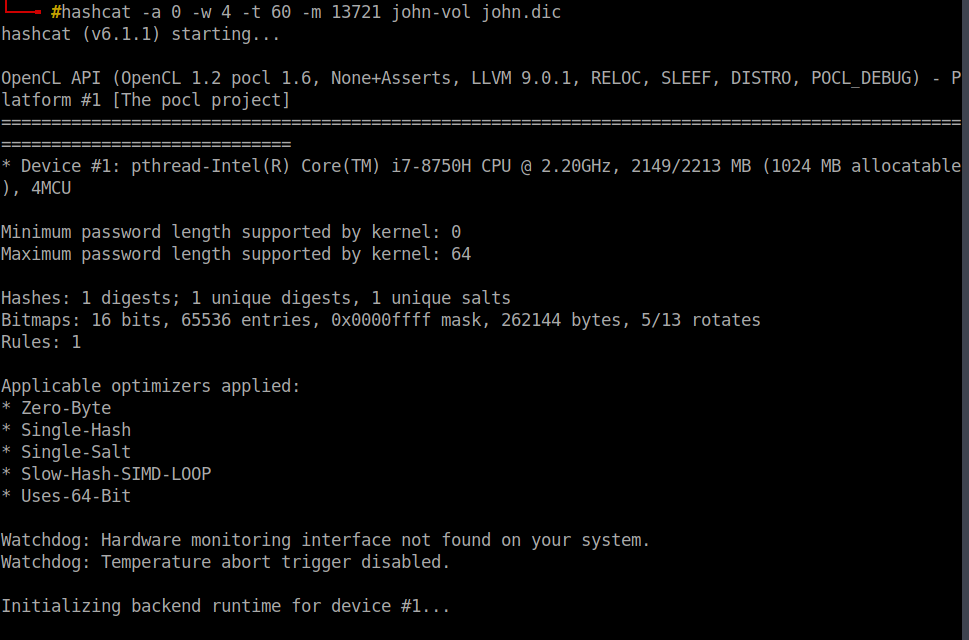 #hashcat -a 0 -w 4 -t 60 -m 13721 john-vol john.dic
hashcat (v6.1.1) starting...
OpenCL API (OpenCL 1.2 pocl 1.6, None+Asserts, LLVM 9.0.1, RELOC, SLEEF, DISTRO, POCL_DEBUG) - P
latform #1 [The pocl project]
================================================================================================
=============================
* Device #1: pthread-Intel(R) Core(TM) i7-8750H CPU @ 2.20GHz, 2149/2213 MB (1024 MB allocatable
), 4MCU
Minimum password length supported by kernel: 0
Maximum password length supported by kernel: 64
Hashes: 1 digests; 1 unique digests, 1 unique salts
Bitmaps: 16 bits, 65536 entries, 0x0000ffff mask, 262144 bytes, 5/13 rotates
Rules: 1
Applicable optimizers applied:
* Zero-Byte
* Single-Hash
* Single-Salt
* Slow-Hash-SIMD-LOOP
* Uses-64-Bit
Watchdog: Hardware monitoring interface not found on your system.
Watchdog: Temperature abort trigger disabled.
Initializing backend runtime for device #1...